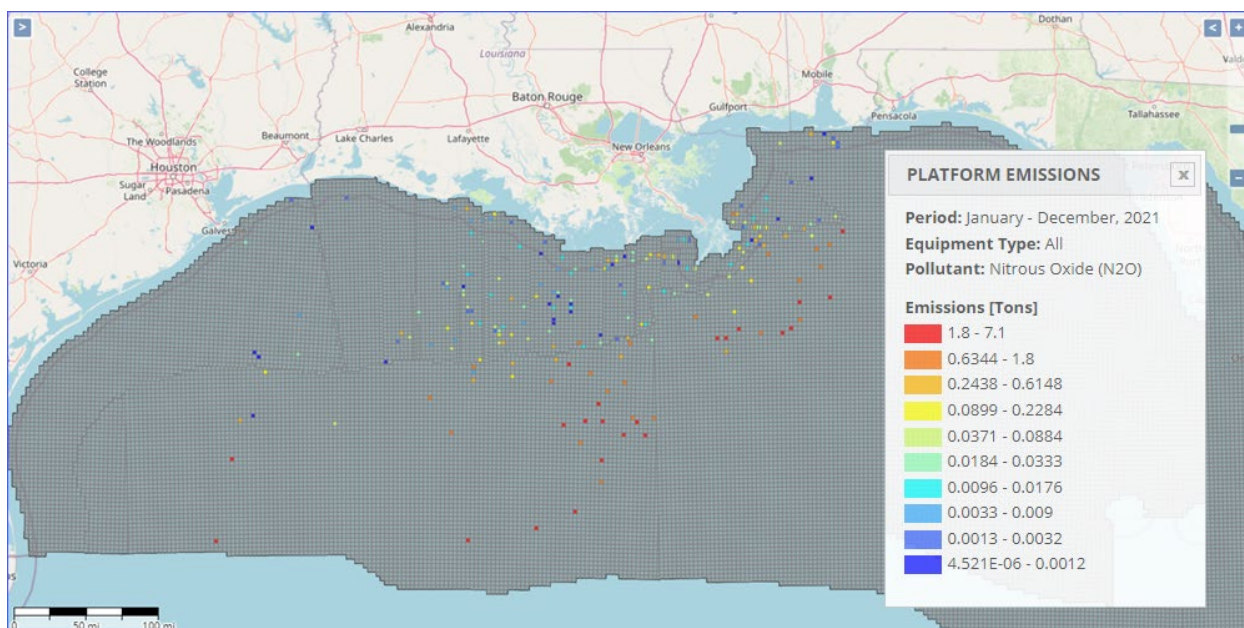 >
<
+
Alexandria
Dothan
Louisiana
College
Station
Valdo
Mobile
Baton Rouge
Gulfport
Pensacola
Tallahassee
The Woodlands
Beaumont
Lake Charles
Lafayette
New Orleans
Houston
Sugar
Land
Pasadena
Galvest
Victoria
PLATFORM EMISSIONS
x
Period: January - December, 2021
Equipment Type: All
Pollutant: Nitrous Oxide (N2O)
Emissions [Tons]
1.8 - 7.1
0.6344 - 1.8
0.2438 - 0.6148
0.0899 - 0.2284
0.0371 - 0.0884
0.0184 - 0.0333
0.0096 - 0.0176
0.0033 - 0.009
0.0013 - 0.0032
4.521E-06 - 0.0012
0
50 mi
100 mi